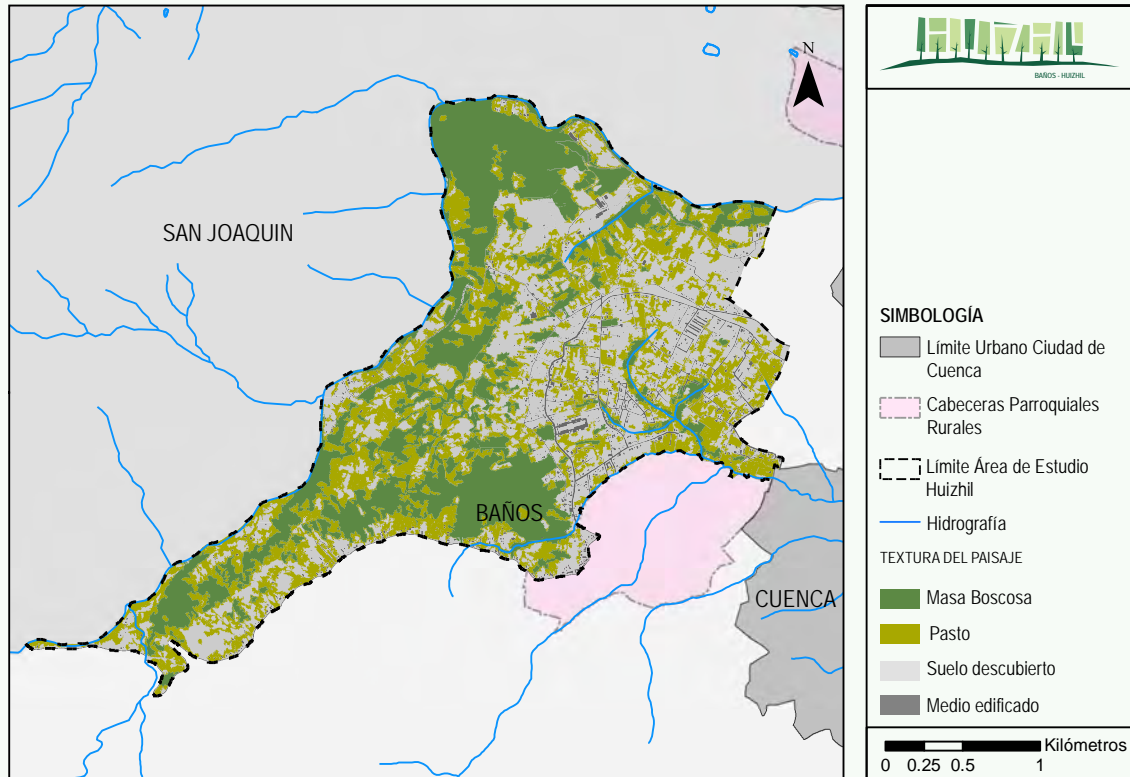 N
SAN JOAQUIN
BAÑOS
CUENCA
BAÑOS - HUIZHIL
SIMBOLOGÍA
Límite Urbano Ciudad de
Cuenca
Cabeceras Parroquiales
Rurales
Límite Área de Estudio
Huizhil
Hidrografía
TEXTURA DEL PAISAJE
Masa Boscosa
Pasto
Suelo descubierto
Medio edificado
Kilómetros
0 0.25 0.5 1